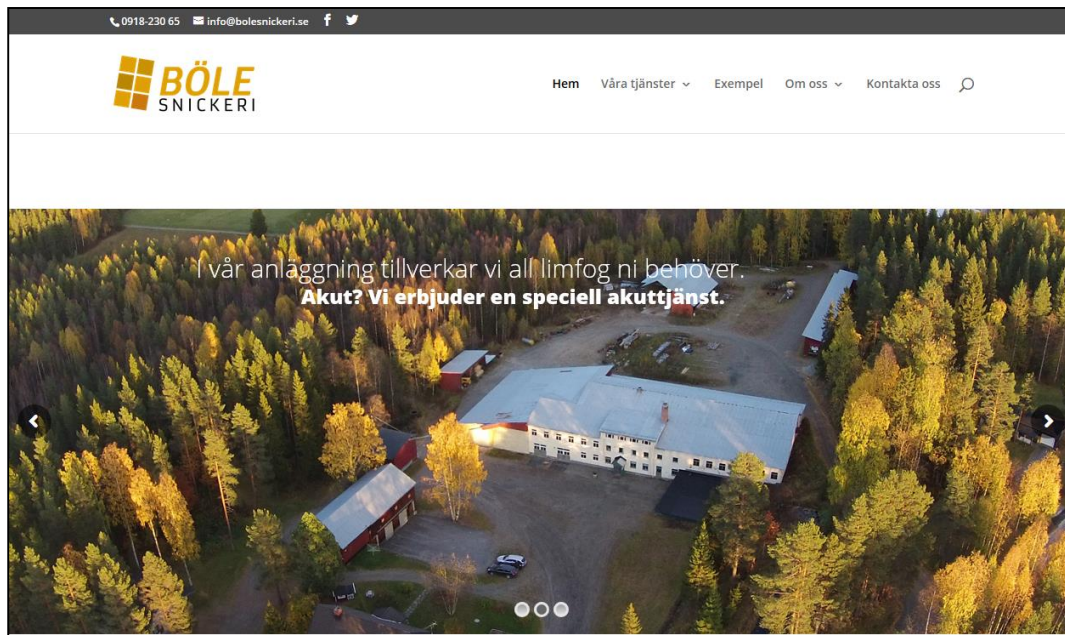 0918-230 65 info@bolesnickeri.se
BÖLE
SNICKERI
Hem Våra tjänster Exempel Om oss Kontakta oss
I vår anläggning tillverkar vi all limfog ni behöver.
Akut? Vi erbjuder en speciell akuttjänst.